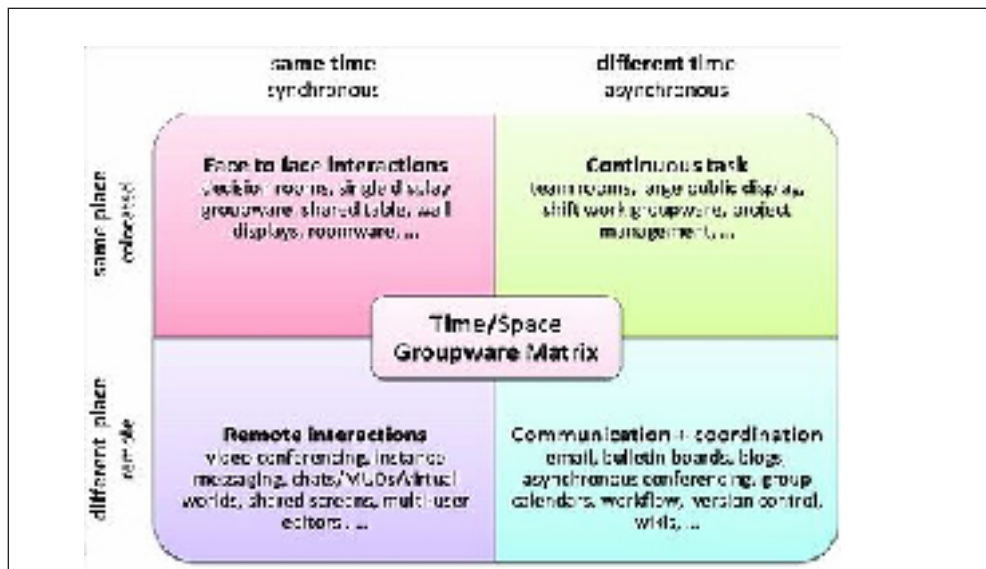 same time
synchronous
different time
asynchronous
same place
colocated
Face to face interactions
decision rooms, single display
groupware, shared table, wall
displays, roomware, ...
Continuous task
team rooms, large public display,
shift work groupware, project
management, ...
Time/Space
Groupware Matrix
different place
remote
Remote interactions
video conferencing, instance
messaging, chats/MUDs/virtual
worlds, shared screens, multi-user
editors, ...
Communication + coordination
email, bulletin boards, blogs,
asynchronous conferencing, group
calendars, workflow, version control,
wikis, ...